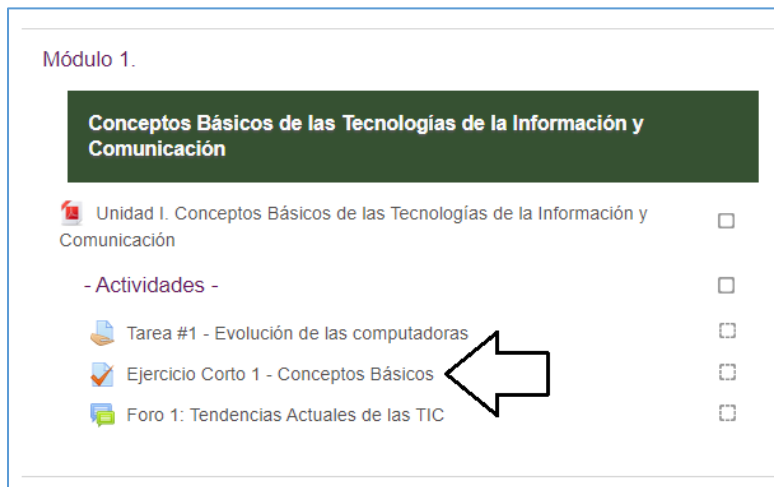 Módulo 1.
Conceptos Básicos de las Tecnologías de la Información y
Comunicación
Unidad I. Conceptos Básicos de las Tecnologías de la Información y
Comunicación
- Actividades -
Tarea #1 - Evolución de las computadoras
Ejercicio Corto 1 - Conceptos Básicos
Foro 1: Tendencias Actuales de las TIC